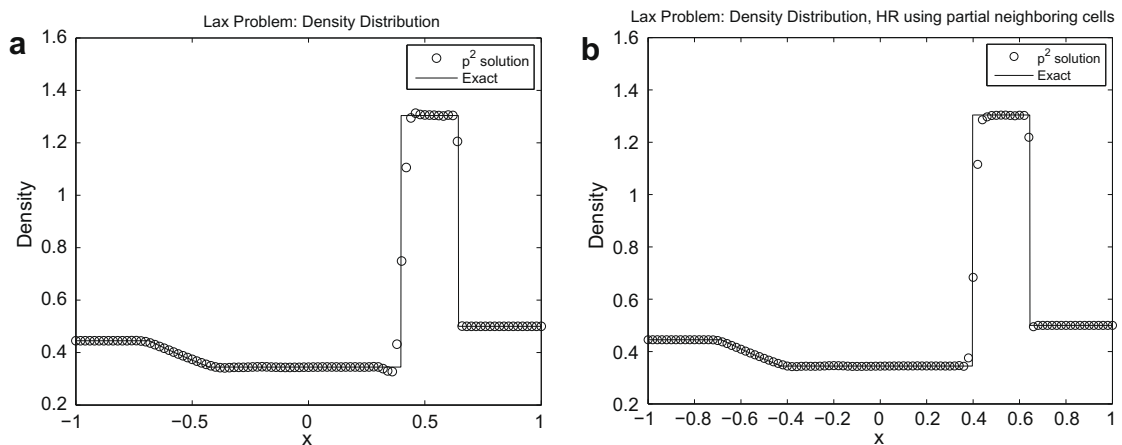 a
Lax Problem: Density Distribution
1.6
1.4
1.2
1
0.8
0.6
0.4
0.2
Density
p² solution
Exact
−1
−0.5
0
0.5
1
x
b
Lax Problem: Density Distribution, HR using partial neighboring cells
1.6
1.4
1.2
1
0.8
0.6
0.4
0.2
Density
p² solution
Exact
−1
−0.8
−0.6
−0.4
−0.2
0
0.2
0.4
0.6
0.8
1
x